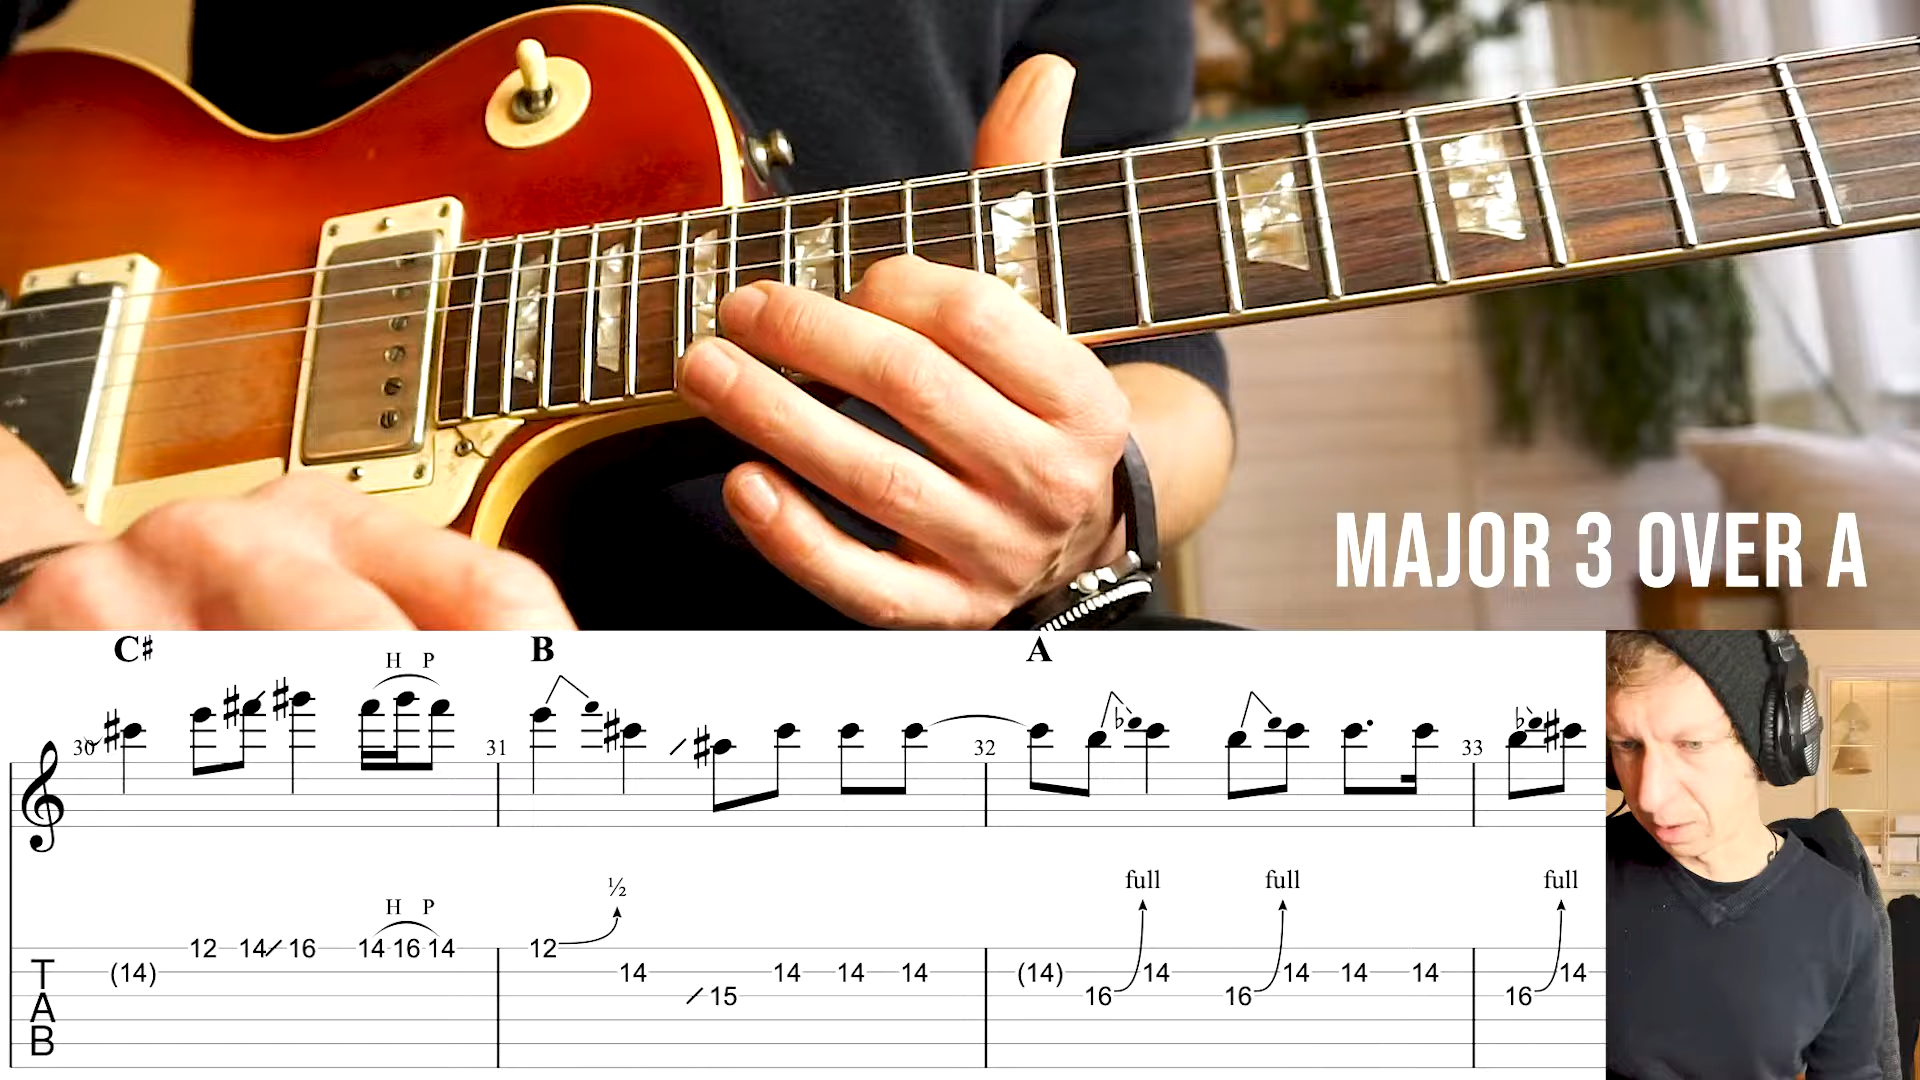 MAJOR 3 OVER A
C♯ B A
H P
30 31 32 33
½ full full full
H P
12 14 16 14 16 14 12
(14) 14 14 14 14 (14) 14 14 14 14 14
15 16 16 16
T
A
B